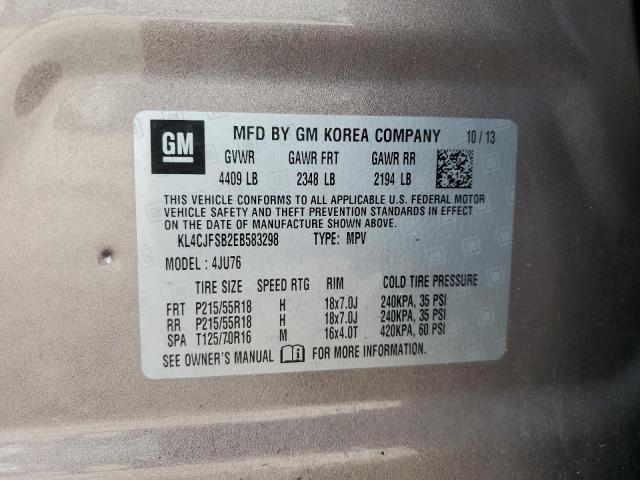 GM
MFD BY GM KOREA COMPANY 10 / 13
GVWR GAWR FRT GAWR RR
4409 LB 2348 LB 2194 LB
THIS VEHICLE CONFORMS TO ALL APPLICABLE U.S. FEDERAL MOTOR
VEHICLE SAFETY AND THEFT PREVENTION STANDARDS IN EFFECT
ON THE DATE OF MANUFACTURE SHOWN ABOVE.
KL4CJFSB2EB583298 TYPE: MPV
MODEL : 4JU76
TIRE SIZE SPEED RTG RIM COLD TIRE PRESSURE
FRT P215/55R18 H 18x7.0J 240KPA, 35 PSI
RR P215/55R18 H 18x7.0J 240KPA, 35 PSI
SPA T125/70R16 M 16x4.0T 420KPA, 60 PSI
SEE OWNER'S MANUAL FOR MORE INFORMATION.